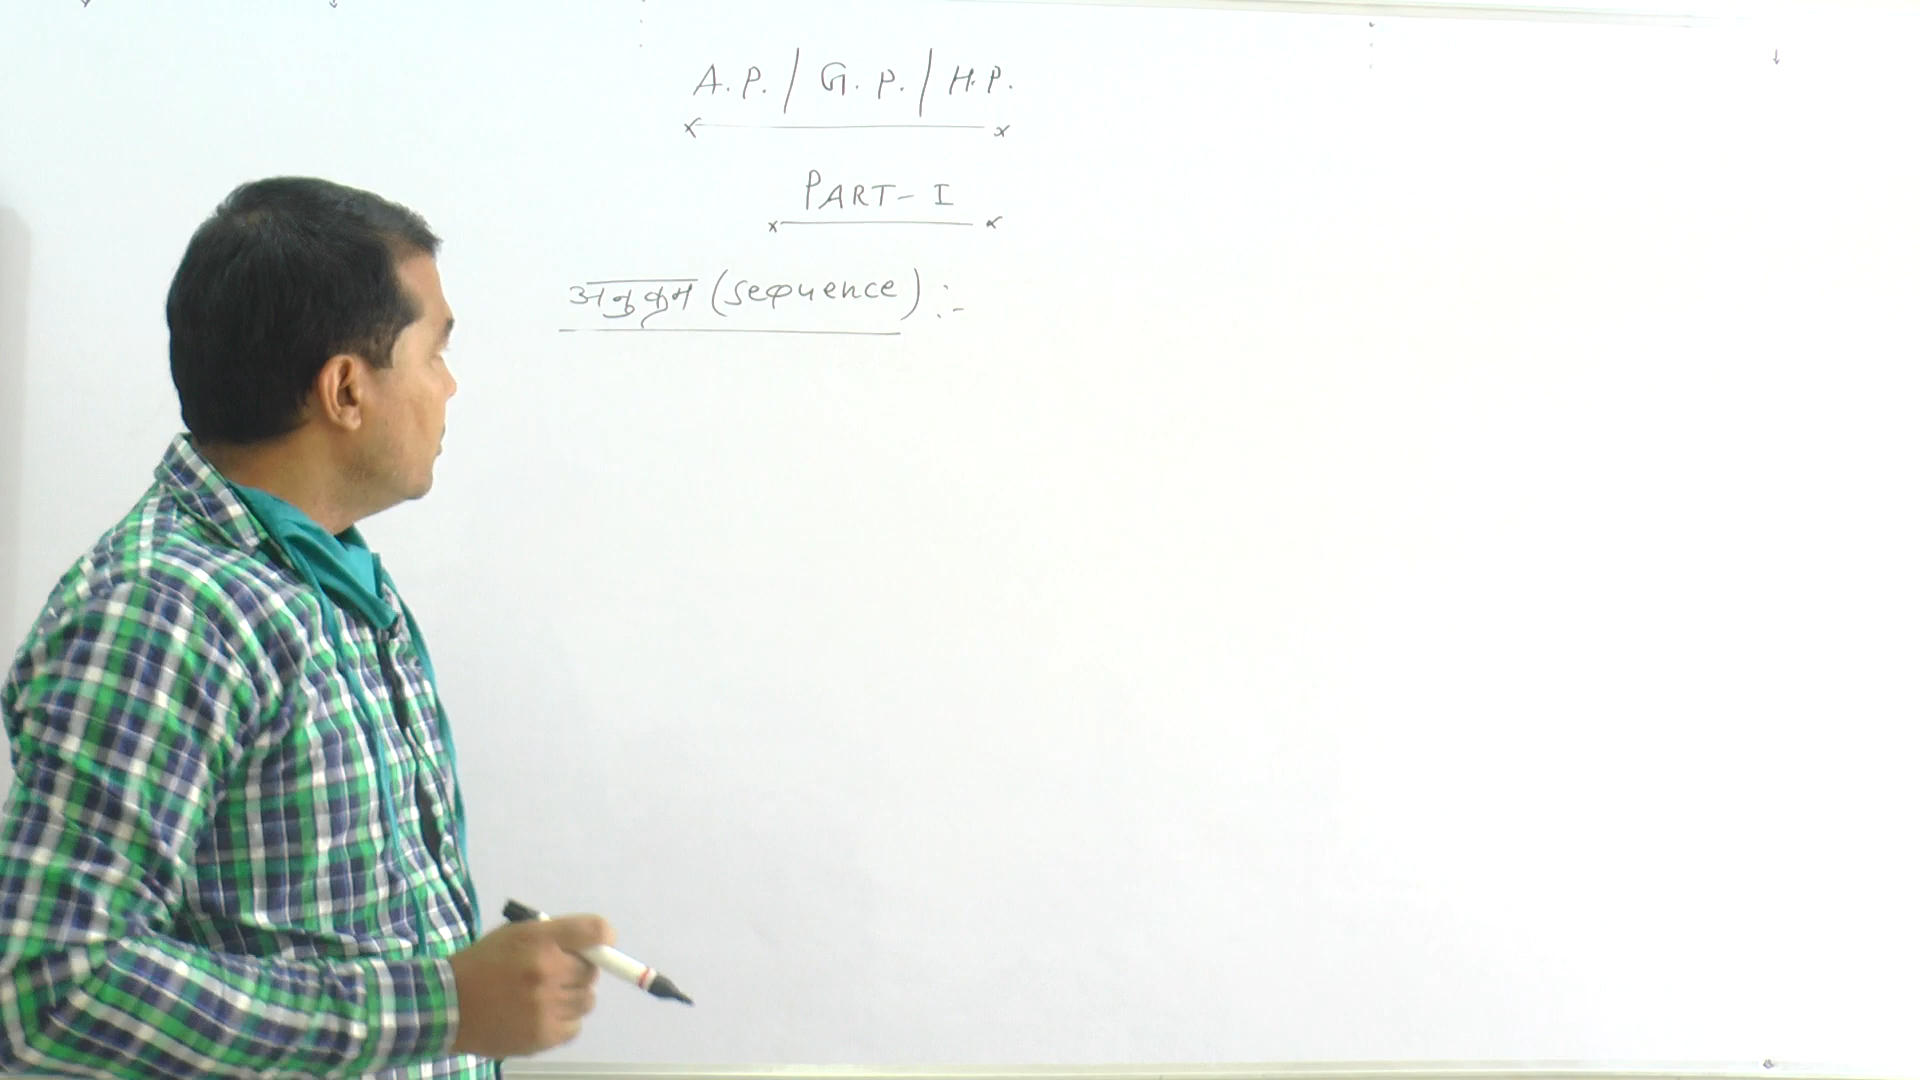 A.P. / G.P. / H.P.
PART- I
अनुक्रम (sequence) :-